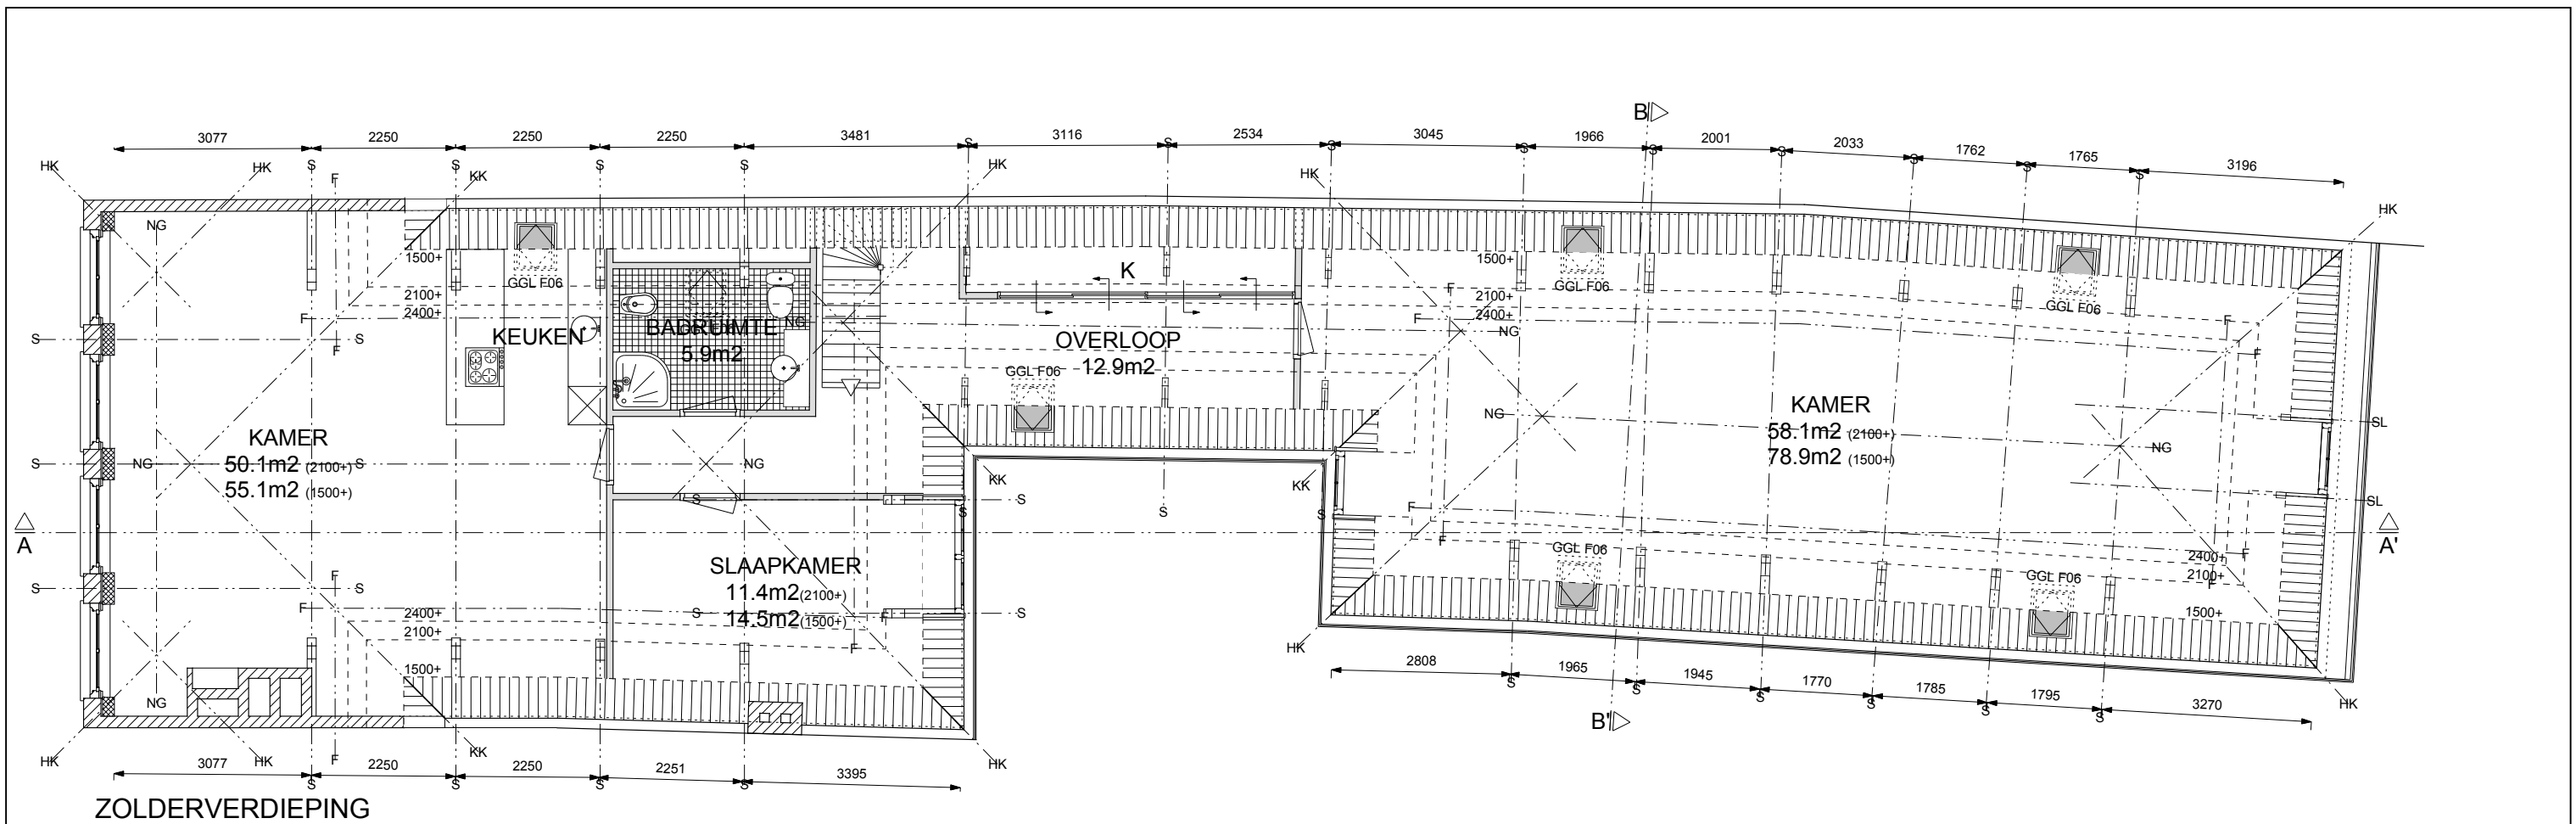 B
3077 2250 2250 2250 3481 3116 2534 3045 1966 2001 2033 1762 1765 3196
S S S S S S S S S S S S S
HK HK F KK HK HK HK
NG
1500+ GGL F06 K 1500+ GGL F06 GGL F06
2100+ 2100+
2400+ 2400+
F F F F
KEUKEN BADRUIMTE NG OVERLOOP NG
5.9m2 12.9m2
S S F F
GGL F06
KAMER NG KAMER
50.1m2 (2100+) 58.1m2 (2100+)
55.1m2 (1500+) 78.9m2 (1500+)
SL
S NG S NG NG
KK KK
S S SL
S S S F
A A'
F F
GGL F06 2400+
SLAAPKAMER GGL F06 2100+
11.4m2(2100+)
14.5m2(1500+)
F S S F
F 2400+ S F S
2100+ 1500+
F
1500+
HK
NG
2808 1965 1945 1770 1785 1795 3270
S S S S S S
HK
B'
KK
HK HK F HK
3077 2250 2250 2251 3395
S S S S
ZOLDERVERDIEPING